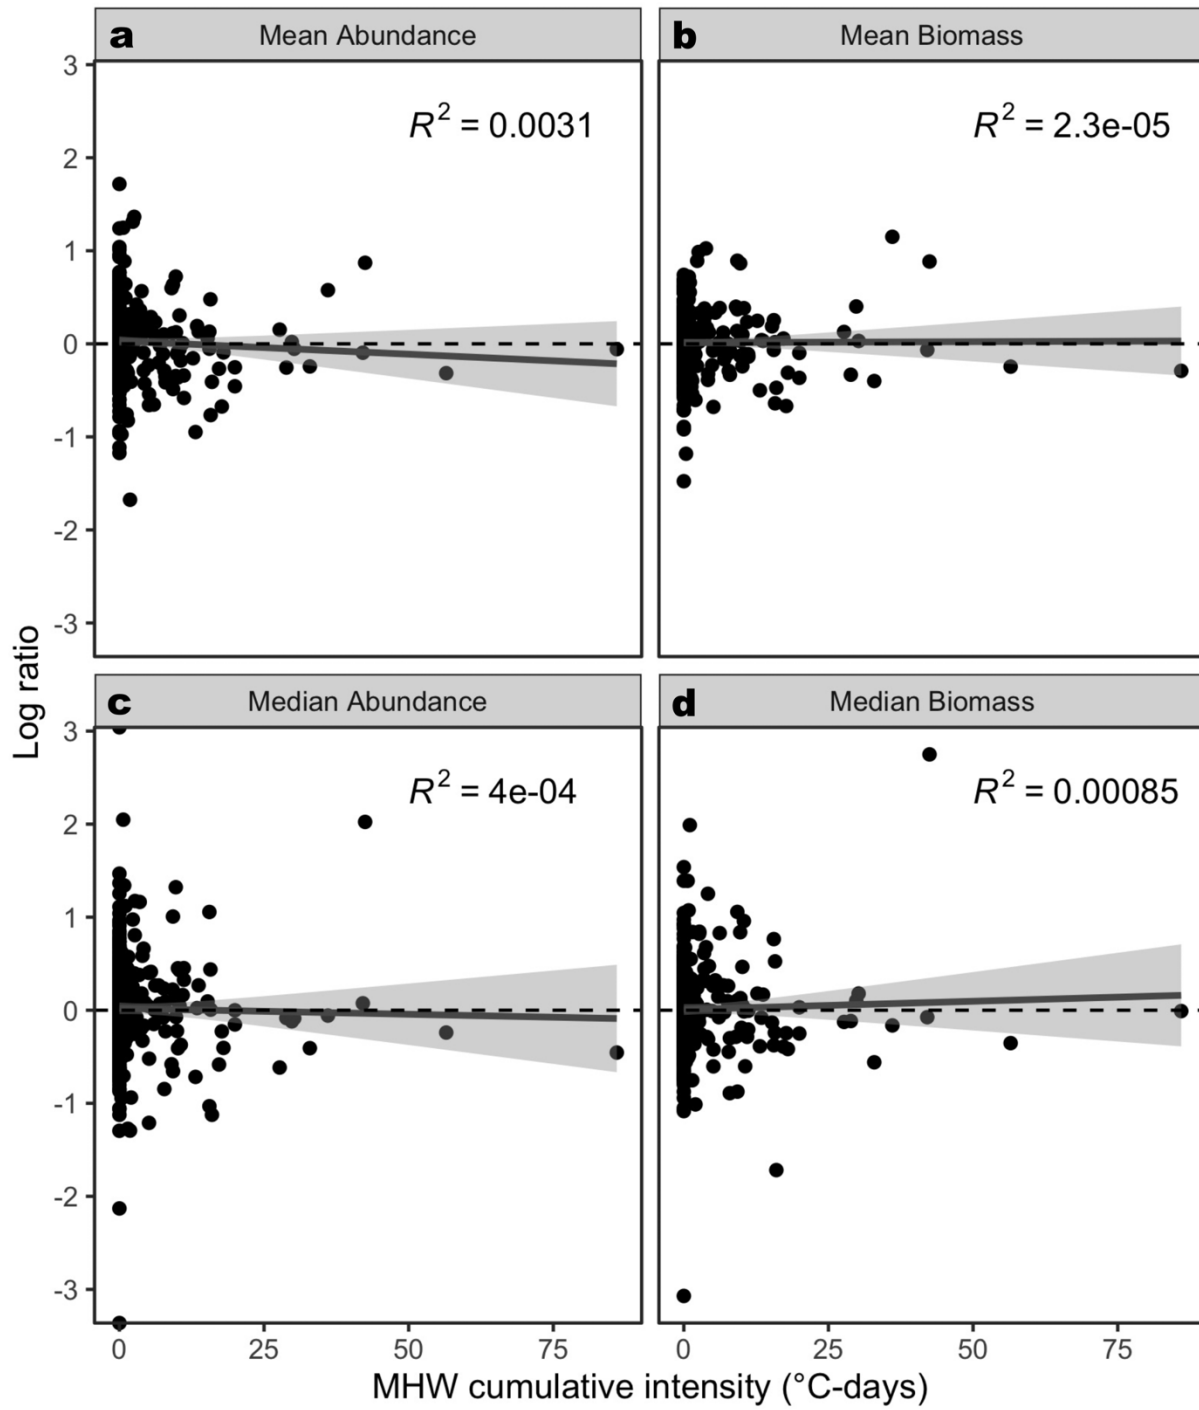 a Mean Abundance
b Mean Biomass
3
2
1
0
-1
-2
-3
R² = 0.0031
R² = 2.3e-05
Log ratio
c Median Abundance
d Median Biomass
3
2
1
0
-1
-2
-3
R² = 4e-04
R² = 0.00085
0 25 50 75
0 25 50 75
MHW cumulative intensity (°C-days)